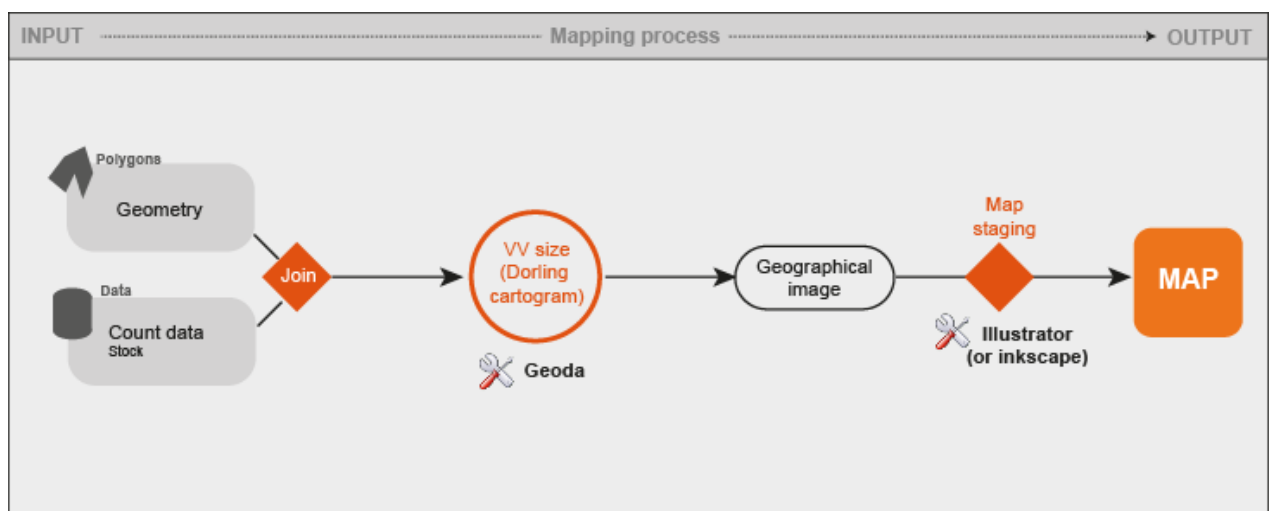 INPUT Mapping process OUTPUT
Polygons
Geometry
Data
Count data
Stock
Join
VV size
(Dorling
cartogram)
Geoda
Geographical
image
Map
staging
Illustrator
(or inkscape)
MAP